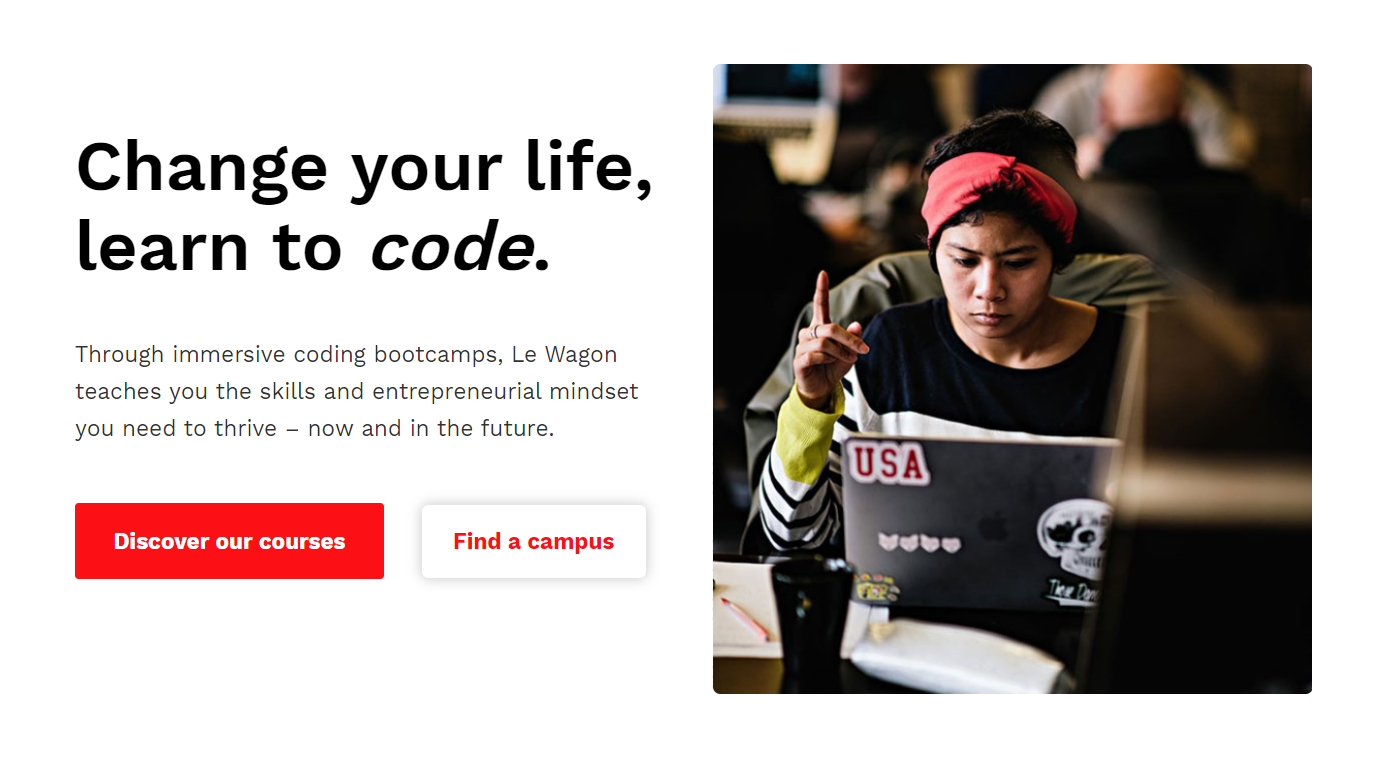 Change your life,
learn to code.
Through immersive coding bootcamps, Le Wagon
teaches you the skills and entrepreneurial mindset
you need to thrive – now and in the future.
Discover our courses
Find a campus
USA